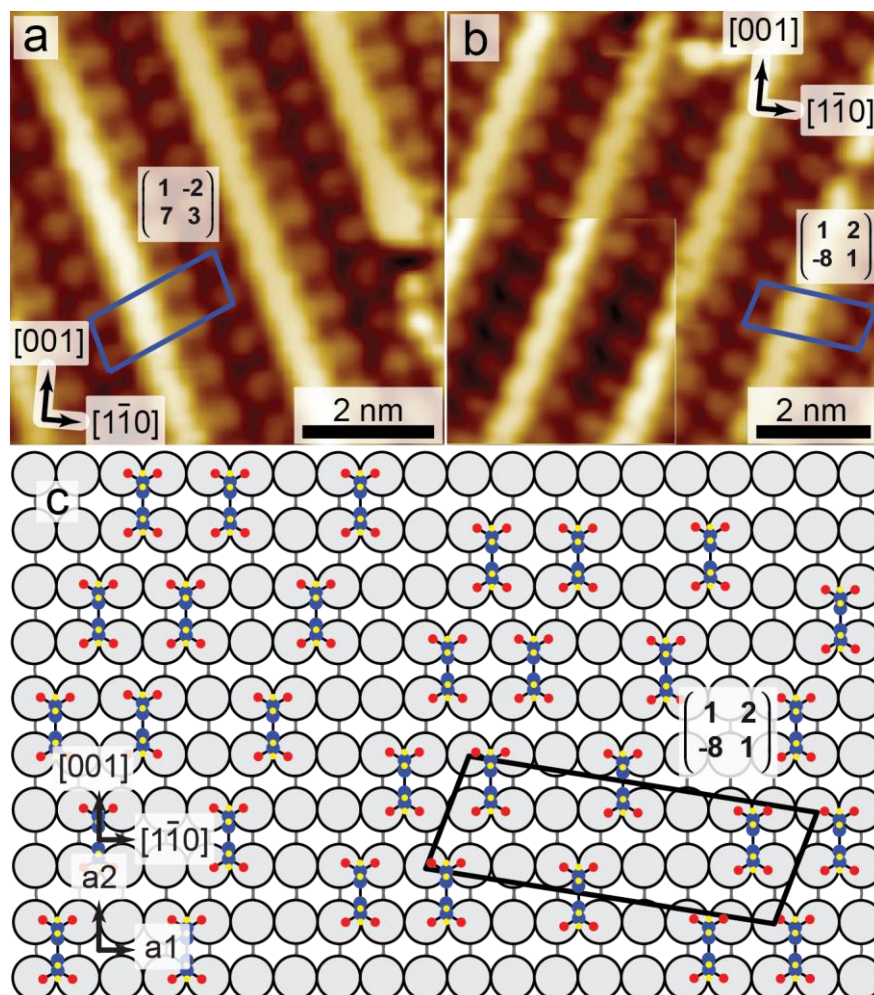 a
b
[001]
[11̄0]
( 1 -2
7 3 )
( 1 2
-8 1 )
[001]
[11̄0]
2 nm
2 nm
c
( 1 2
-8 1 )
[001]
[11̄0]
a2
a1